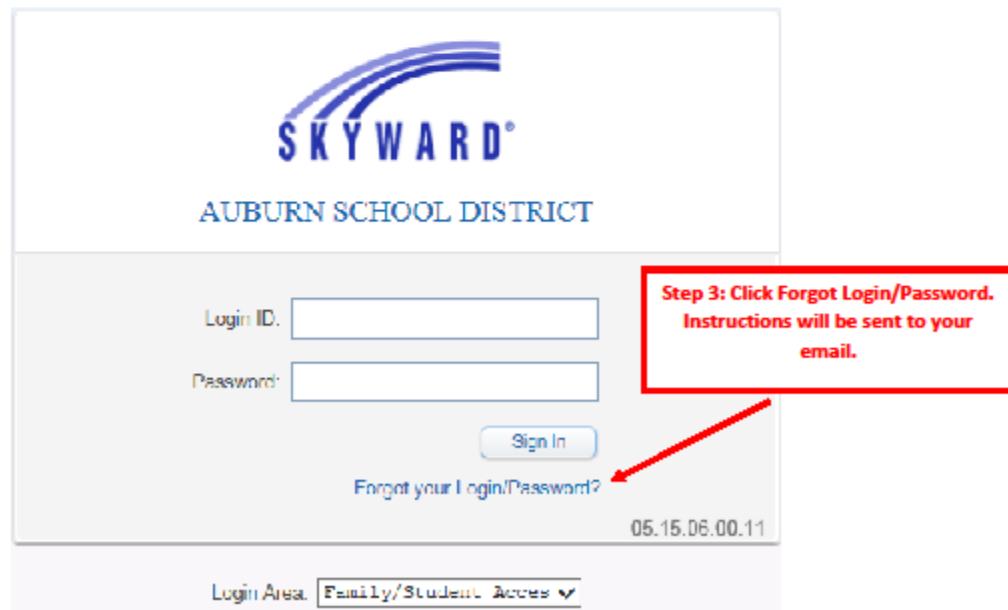 SKYWARD®
AUBURN SCHOOL DISTRICT
Step 3: Click Forgot Login/Password.
Instructions will be sent to your
email.
Login ID:
Password:
Sign In
Forgot your Login/Password?
05.15.06.00.11
Login Area: Family/Student Acces